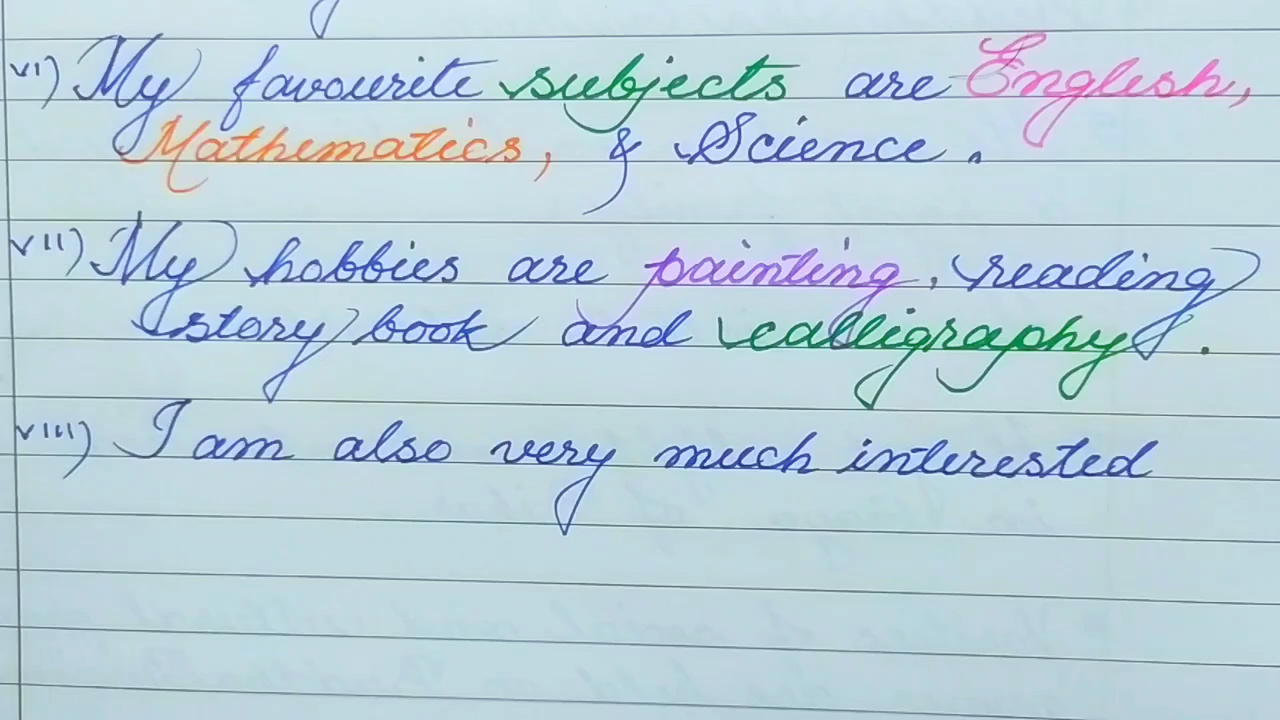 VI) My favourite subjects are English,
Mathematics, & Science.
VII) My hobbies are painting, reading
story book and calligraphy.
VIII) I am also very much interested